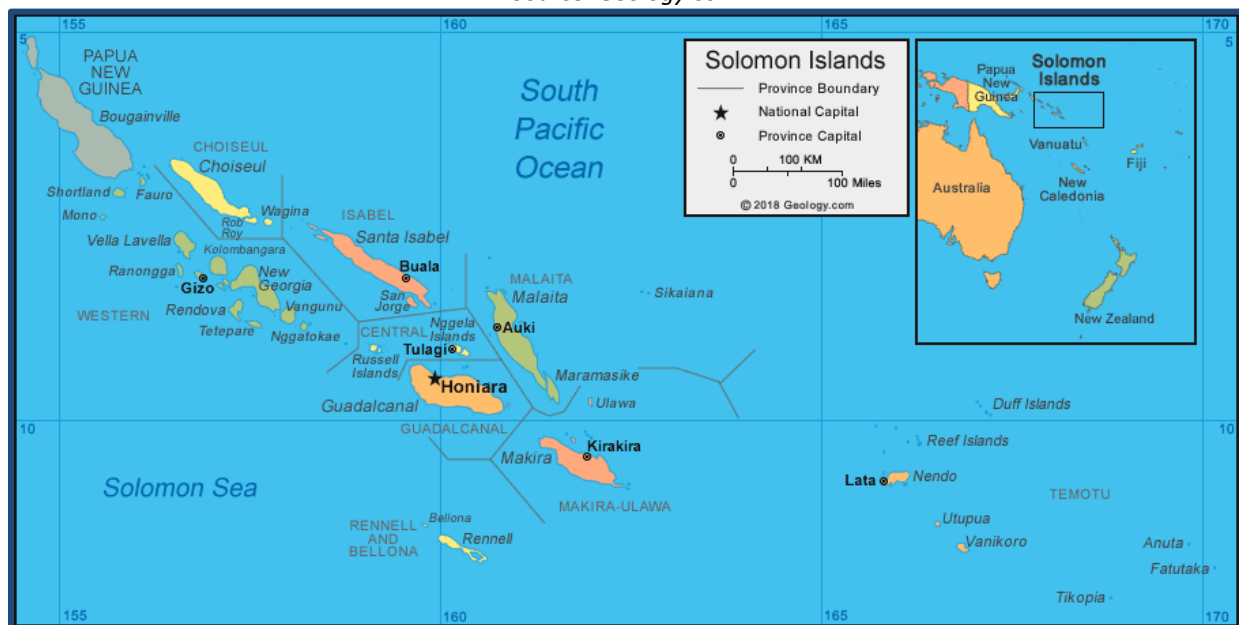 155
160
165
170
5
5
PAPUA
NEW
GUINEA
Bougainville
South
Pacific
Ocean
Solomon Islands
Province Boundary
National Capital
Province Capital
0 100 KM
0 100 Miles
© 2018 Geology.com
Papua
New
Guinea
Solomon
Islands
Vanuatu
Fiji
New
Caledonia
Australia
New Zealand
CHOISEUL
Choiseul
Shortland
Fauro
Mono
Rob
Roy
Wagina
Vella Lavella
Kolombangara
Ranongga
Gizo
New
Georgia
WESTERN
Rendova
Vangunu
Tetepare
Nggatokae
ISABEL
Santa Isabel
Buala
San
Jorge
MALAITA
Malaita
Sikaiana
CENTRAL
Nggela
Islands
Auki
Tulagi
Russell
Islands
Maramasike
Honiara
Guadalcanal
Ulawa
Duff Islands
10
10
GUADALCANAL
Kirakira
Makira
Reef Islands
Lata
Nendo
Solomon Sea
MAKIRA-ULAWA
TEMOTU
Bellona
RENNELL
AND
BELLONA
Rennell
Utupua
Vanikoro
Anuta
Fatutaka
Tikopia
155
160
165
170